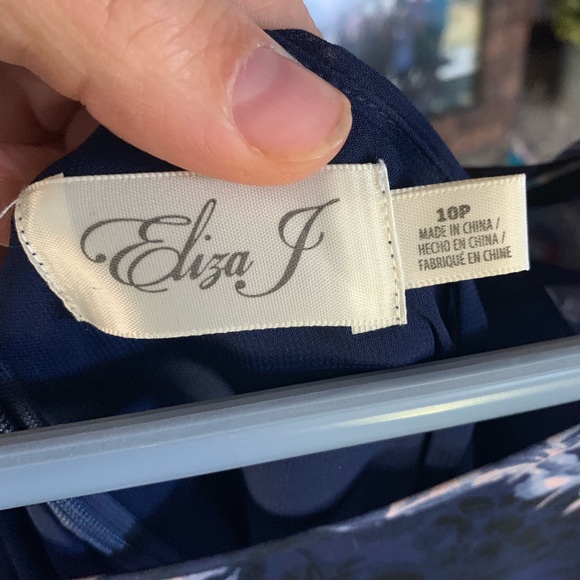 Eliza J
10P
MADE IN CHINA /
HECHO EN CHINA /
FABRIQUÉ EN CHINE